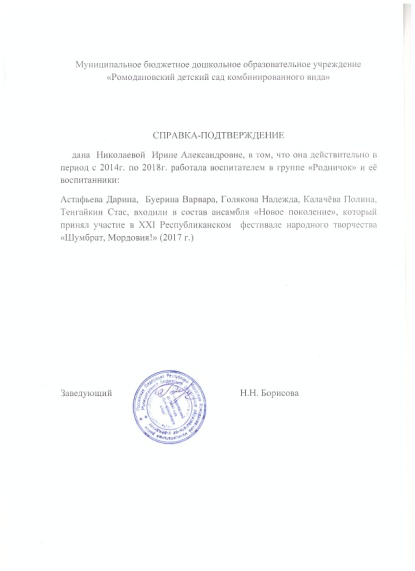 Муниципальное бюджетное дошкольное образовательное учреждение
«Ромодановский детский сад комбинированного вида»
СПРАВКА-ПОДТВЕРЖДЕНИЕ
дана Николаевой Ирине Александровне, в том, что она действительно в
период с 2014г. по 2018г. работала воспитателем в группе «Родничок» и её
воспитанники:
Астафьева Дарина, Буерина Варвара, Голякова Надежда, Калачёва Полина,
Тенгайкин Стас, входили в состав ансамбля «Новое поколение», который
принял участие в XXI Республиканском фестивале народного творчества
«Шумбрат, Мордовия!» (2017 г.)
Заведующий Н.Н. Борисова